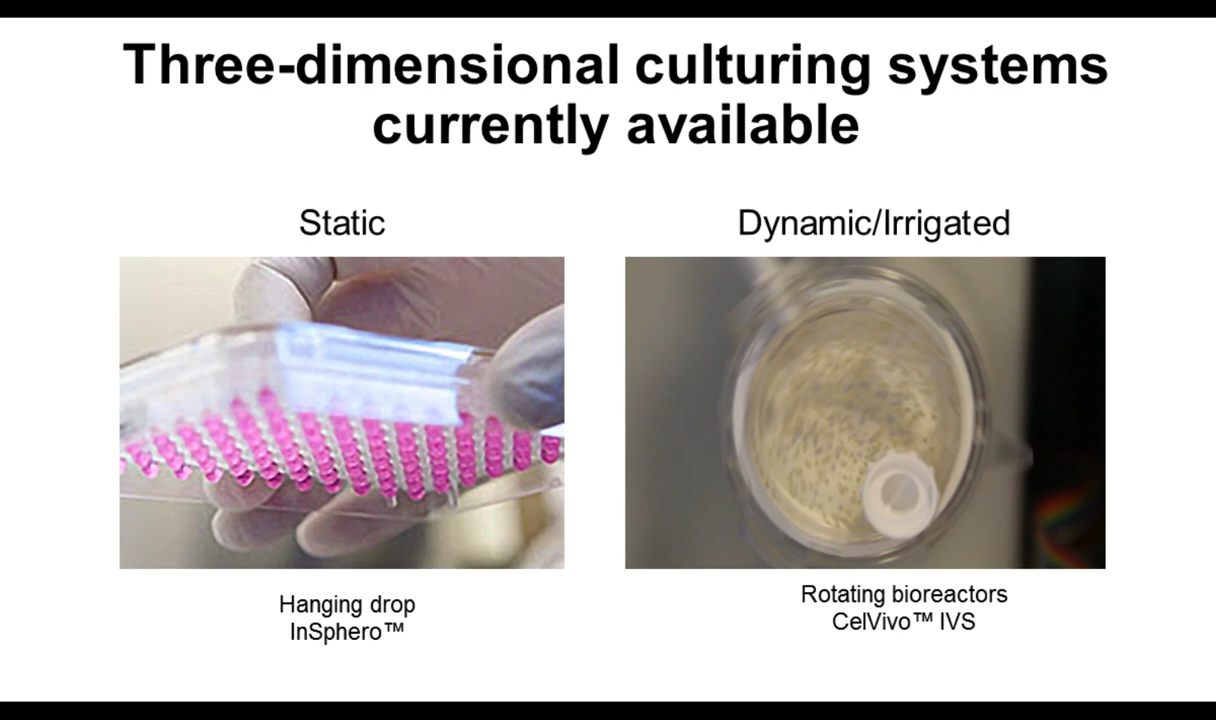 Three-dimensional culturing systems
currently available
Static
Dynamic/Irrigated
Hanging drop
InSphero™
Rotating bioreactors
CelVivo™ IVS